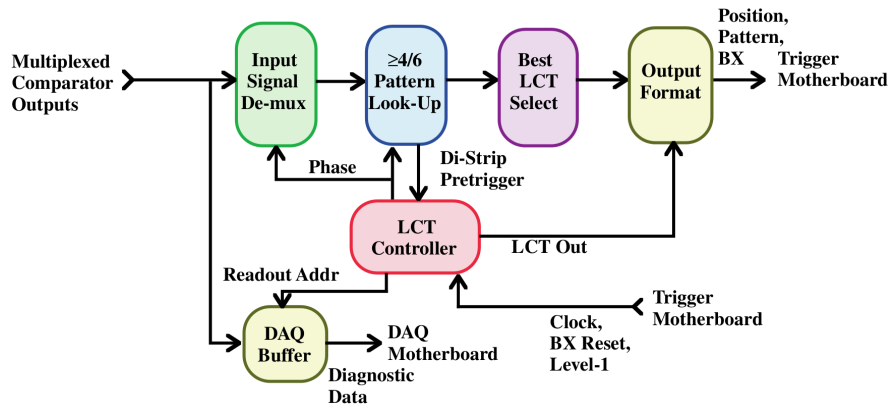 Multiplexed
Comparator
Outputs
Input
Signal
De-mux
≥4/6
Pattern
Look-Up
Best
LCT
Select
Output
Format
Position,
Pattern,
BX
Trigger
Motherboard
Phase
Di-Strip
Pretrigger
LCT
Controller
LCT Out
Readout Addr
Trigger
Motherboard
Clock,
BX Reset,
Level-1
DAQ
Buffer
DAQ
Motherboard
Diagnostic
Data